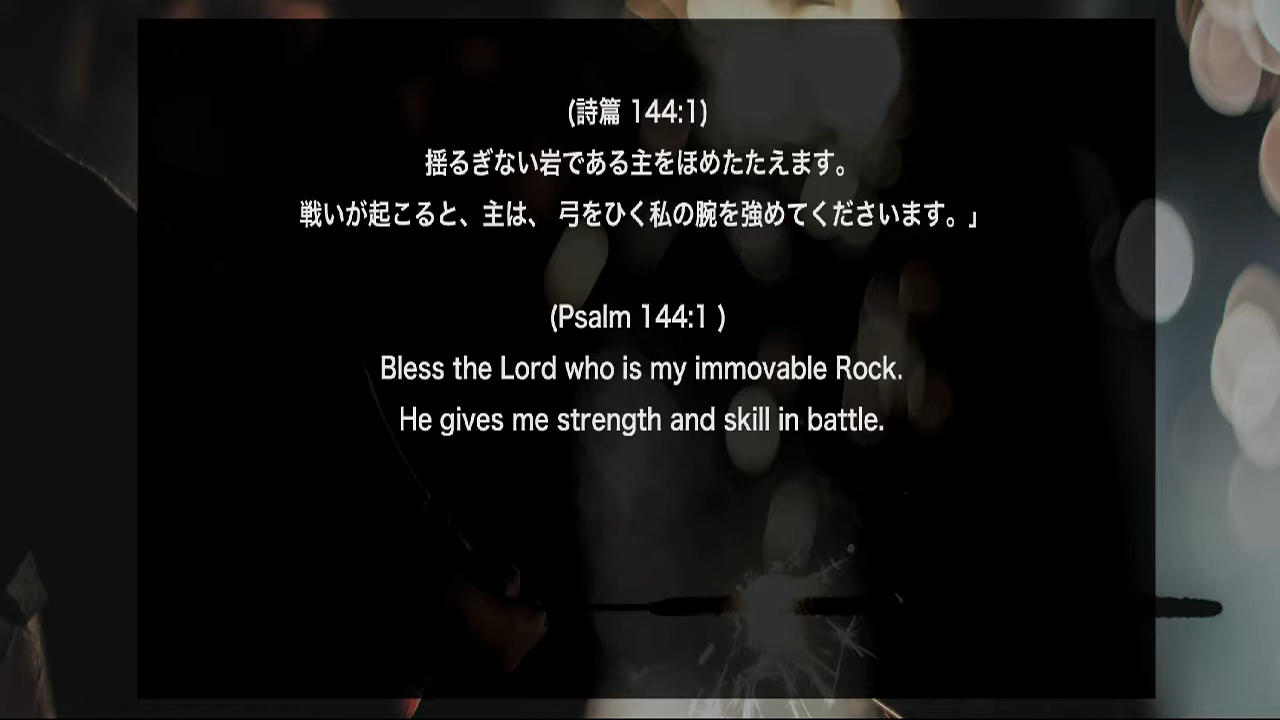 (詩篇 144:1)
揺るぎない岩である主をほめたたえます。
戦いが起こると、主は、 弓をひく私の腕を強めてくださいます。」
(Psalm 144:1 )
Bless the Lord who is my immovable Rock.
He gives me strength and skill in battle.